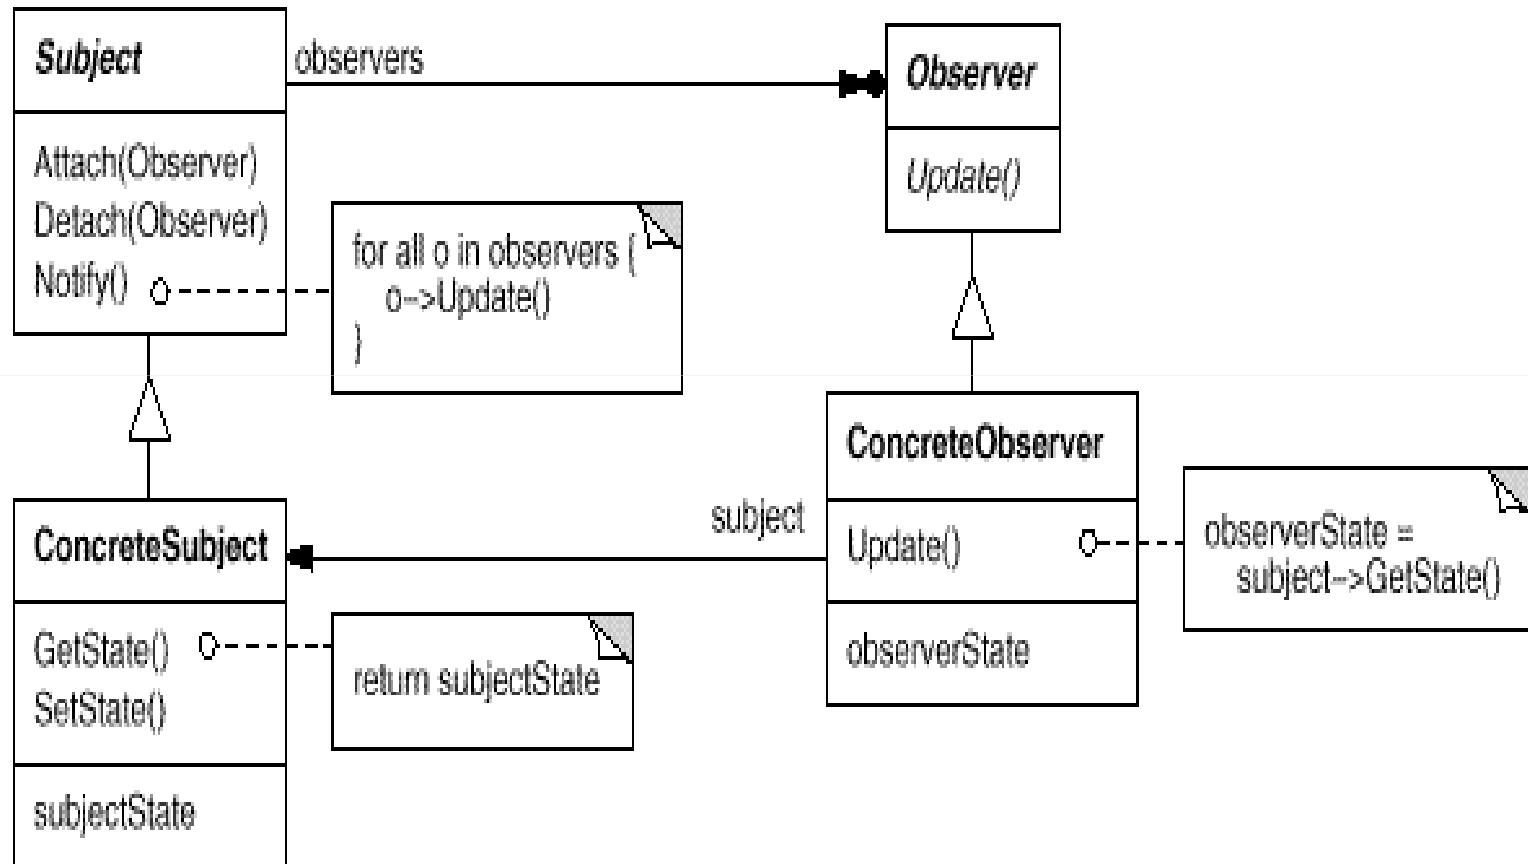 Subject
observers
Observer
Attach(Observer)
Detach(Observer)
Notify()
for all o in observers {
o–>Update()
}
Update()
ConcreteSubject
subject
ConcreteObserver
Update()
observerState
observerState =
subject–>GetState()
GetState()
SetState()
return subjectState
subjectState